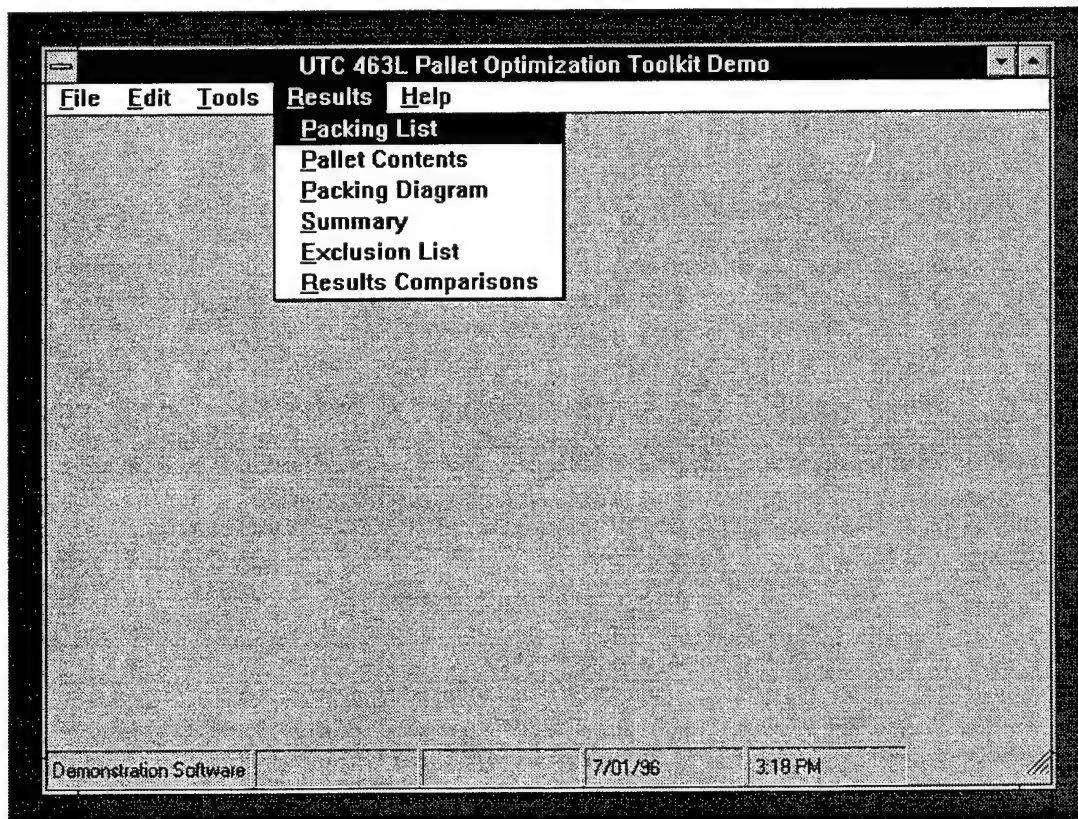 UTC 463L Pallet Optimization Toolkit Demo
File Edit Tools Results Help
Packing List
Pallet Contents
Packing Diagram
Summary
Exclusion List
Results Comparisons
Demonstration Software 7/01/96 3:18 PM